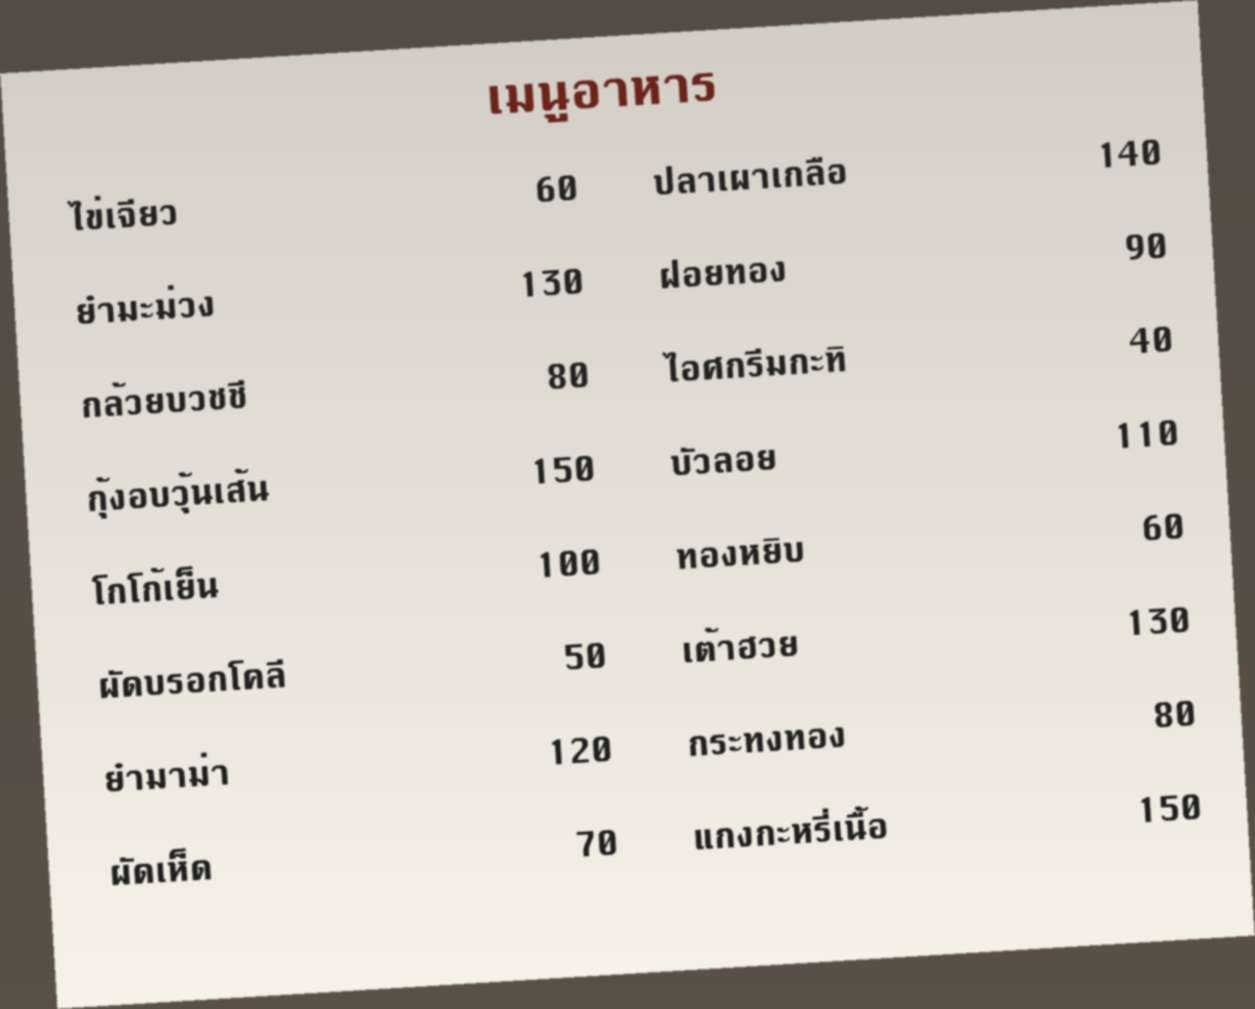 เมนูอาหาร
ไข่เจียว 60
ยำมะม่วง 130
กล้วยบวชชี 80
กุ้งอบวุ้นเส้น 150
โกโก้เย็น 100
ผัดบรอกโคลี 50
ยำมาม่า 120
ผัดเห็ด 70
ปลาเผาเกลือ 140
ฝอยทอง 90
ไอศกรีมกะทิ 40
บัวลอย 110
ทองหยิบ 60
เต้าฮวย 130
กระทงทอง 80
แกงกะหรี่เนื้อ 150